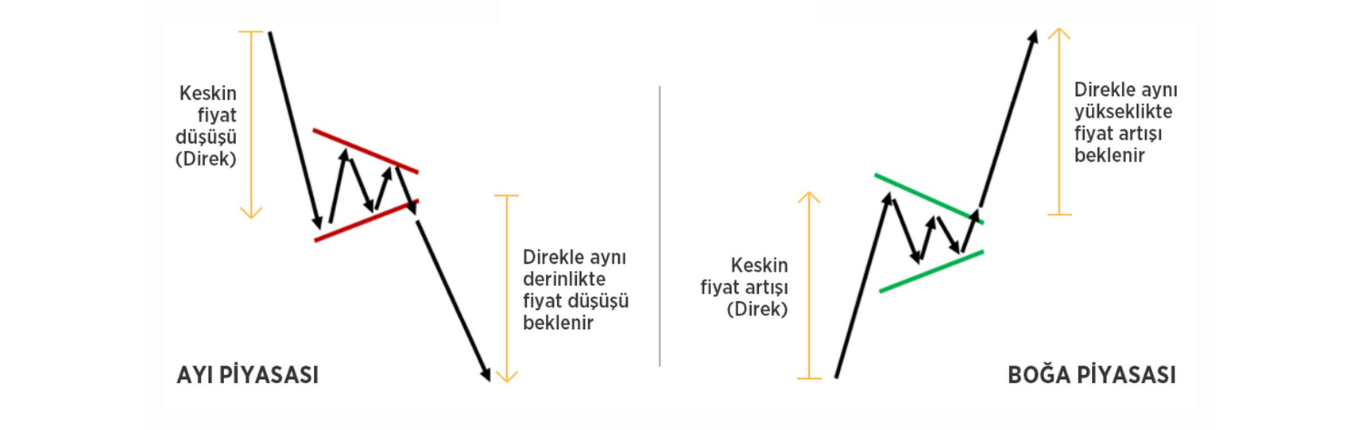 Keskin
fiyat
düşüşü
(Direk)
Direkle aynı
derinlikte
fiyat düşüşü
beklenir
AYI PİYASASI
Direkle aynı
yükseklikte
fiyat artışı
beklenir
Keskin
fiyat artışı
(Direk)
BOĞA PİYASASI